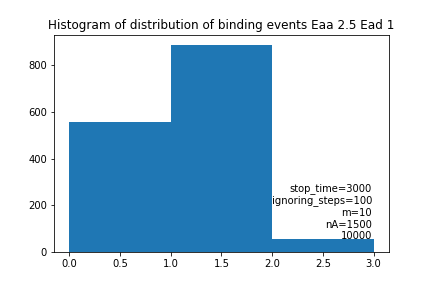 Histogram of distribution of binding events Eaa 2.5 Ead 1
800
600
400
200
0
stop_time=3000
ignoring_steps=100
m=10
nA=1500
10000
0.0 0.5 1.0 1.5 2.0 2.5 3.0